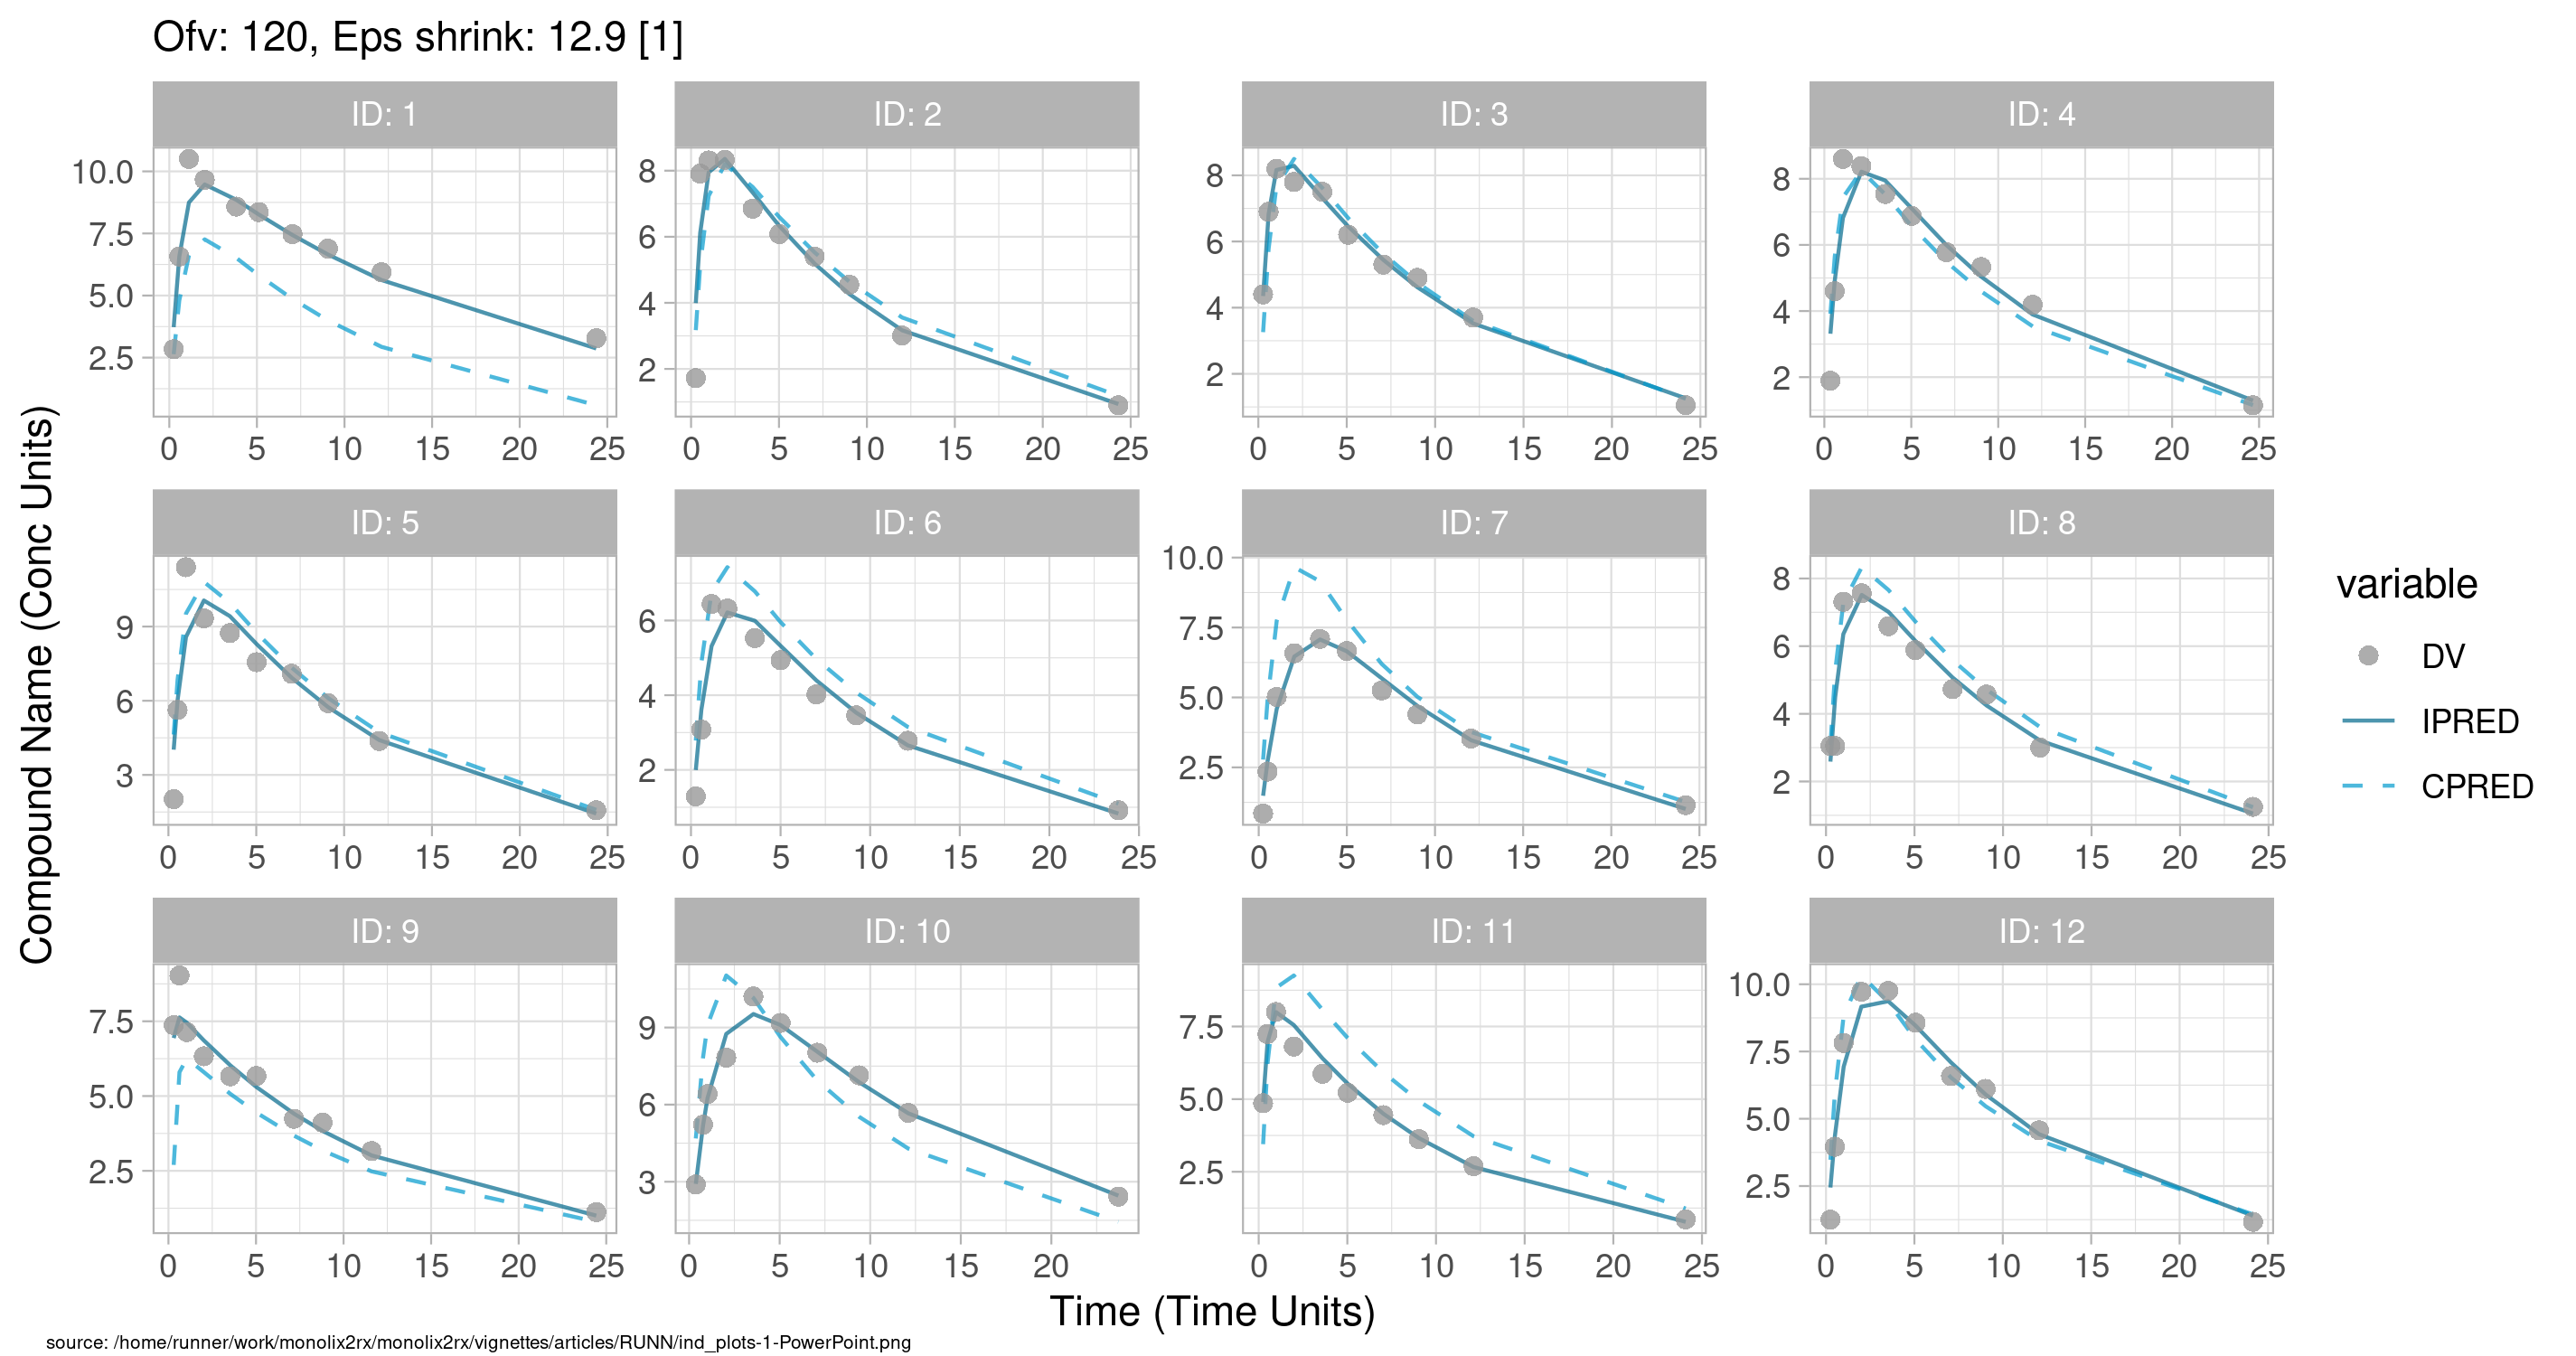 Ofv: 120, Eps shrink: 12.9 [1]
ID: 1
ID: 2
ID: 3
ID: 4
10.0
7.5
5.0
2.5
8
6
4
2
8
6
4
2
8
6
4
2
0 5 10 15 20 25
0 5 10 15 20 25
0 5 10 15 20 25
0 5 10 15 20 25
ID: 5
ID: 6
ID: 7
ID: 8
9
6
3
6
4
2
10.0
7.5
5.0
2.5
8
6
4
2
0 5 10 15 20 25
0 5 10 15 20 25
0 5 10 15 20 25
0 5 10 15 20 25
ID: 9
ID: 10
ID: 11
ID: 12
7.5
5.0
2.5
9
6
3
7.5
5.0
2.5
10.0
7.5
5.0
2.5
0 5 10 15 20 25
0 5 10 15 20
0 5 10 15 20 25
0 5 10 15 20 25
Compound Name (Conc Units)
Time (Time Units)
variable
DV
IPRED
CPRED
source: /home/runner/work/monolix2rx/monolix2rx/vignettes/articles/RUNN/ind_plots-1-PowerPoint.png